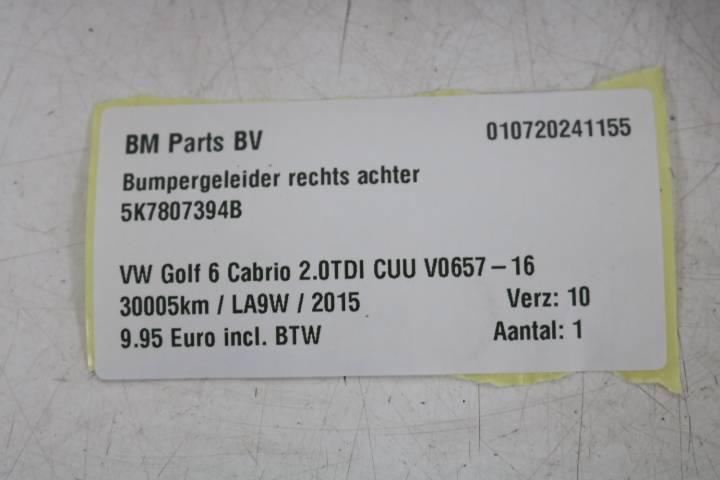 BM Parts BV 010720241155
Bumpergeleider rechts achter
5K7807394B
VW Golf 6 Cabrio 2.0TDI CUU V0657-16
30005km / LA9W / 2015 Verz: 10
9.95 Euro incl. BTW Aantal: 1